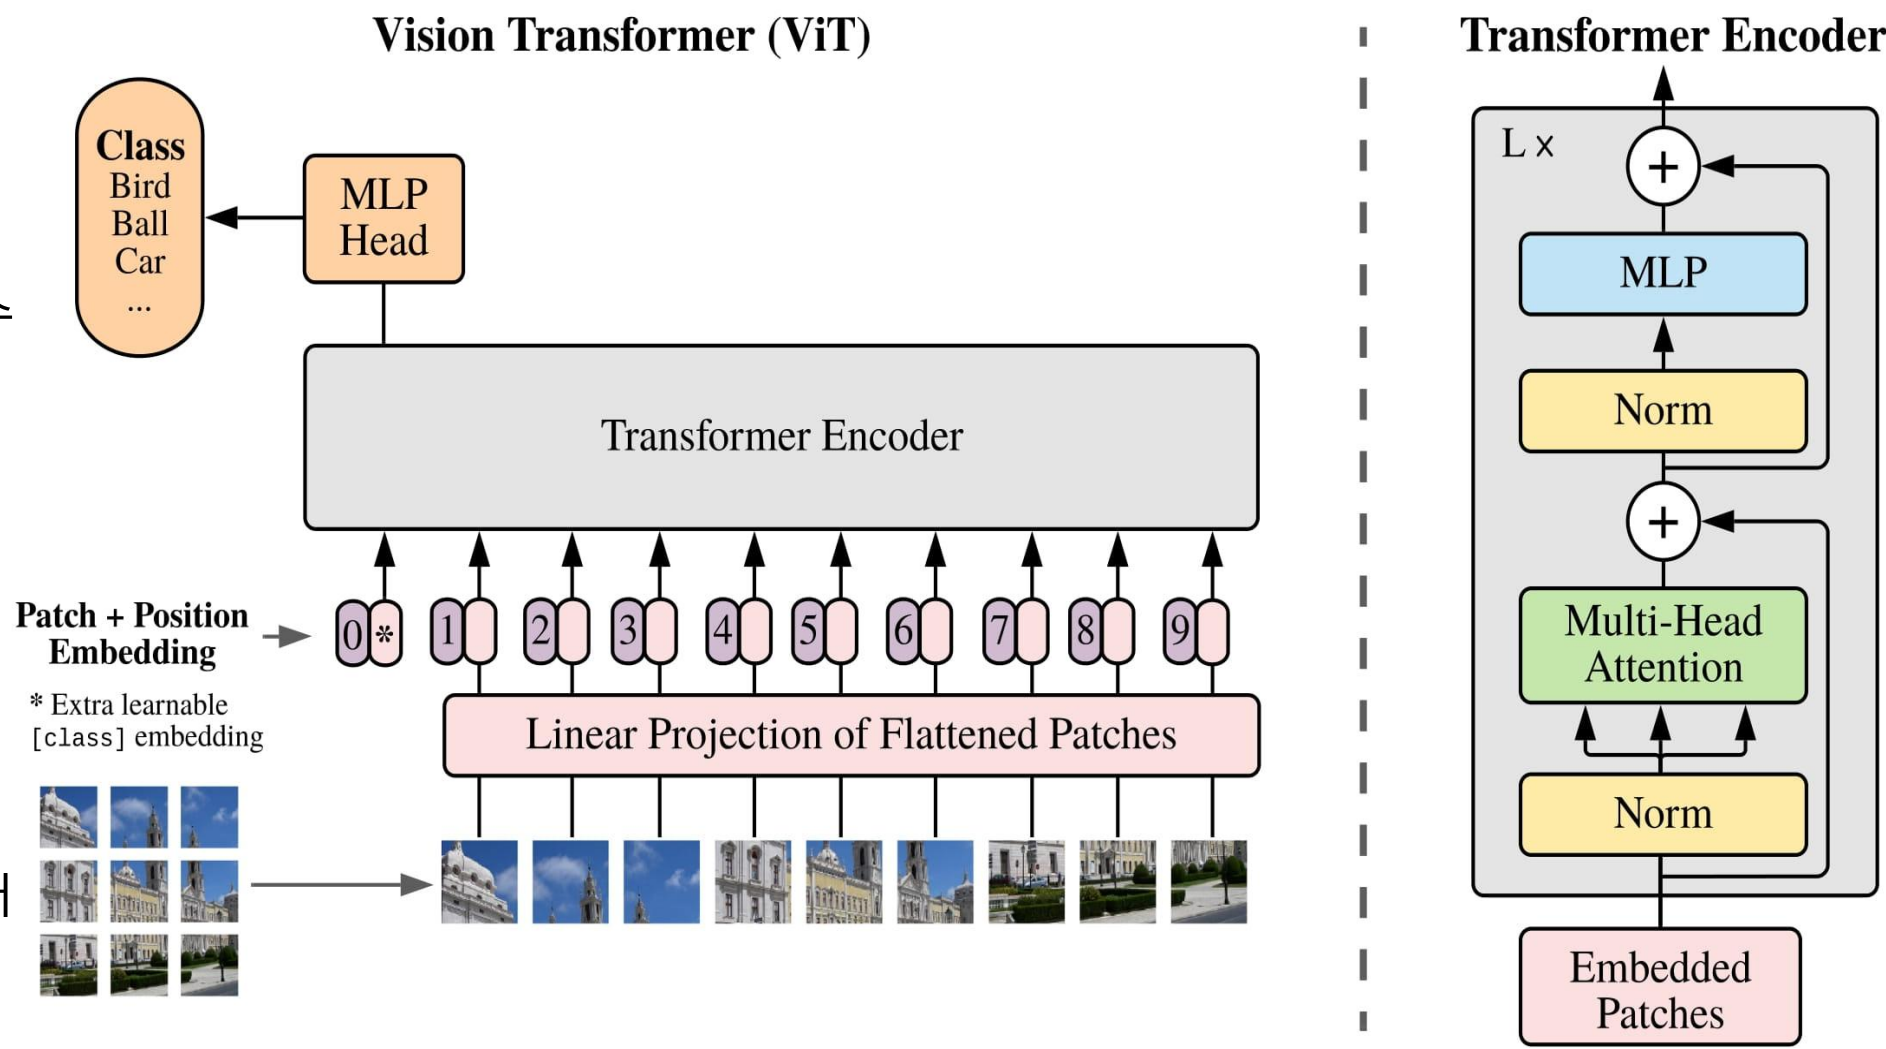 Vision Transformer (ViT)
Class
Bird
Ball
Car
...
MLP
Head
Transformer Encoder
Patch + Position
Embedding
* Extra learnable
[class] embedding
0 * 1 2 3 4 5 6 7 8 9
Linear Projection of Flattened Patches
Transformer Encoder
L ×
+
MLP
Norm
+
Multi-Head
Attention
Norm
Embedded
Patches